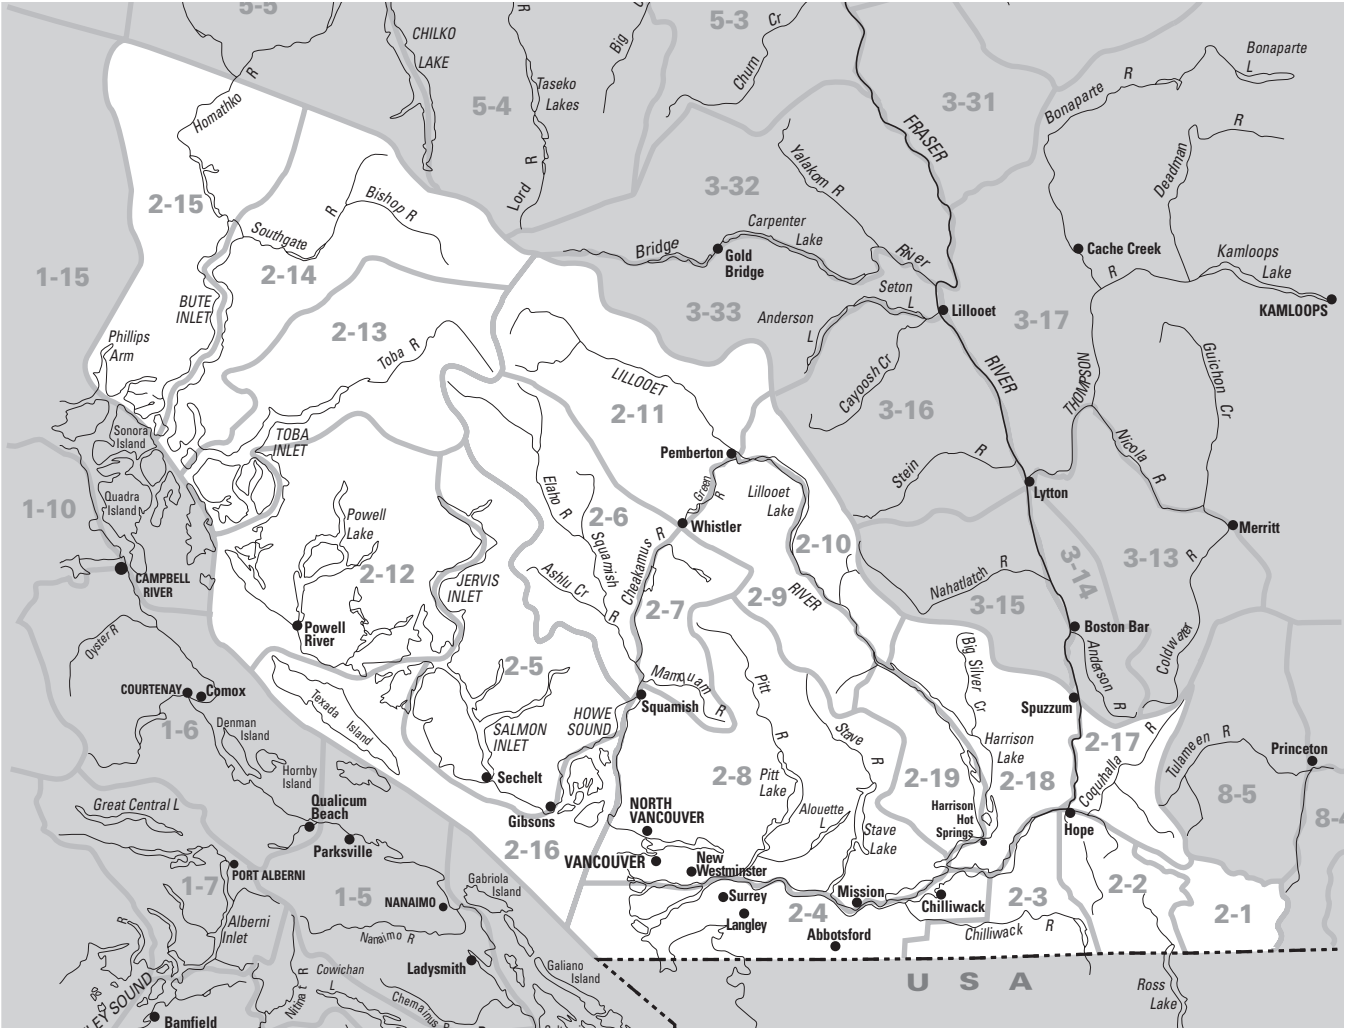 5-5
CHILKO
LAKE
R
Big
5-3
Cr
Churn
Bonaparte
L
R
Bonaparte
Homathko
R
Taseko
Lakes
5-4
3-31
FRASER
R
Deadman
Lord
R
2-15
Bishop R
R
3-32
Yalakom R
Southgate
Carpenter
Lake
Bridge
River
Gold
Bridge
Cache Creek
Kamloops
Lake
R
KAMLOOPS
1-15
2-14
BUTE
INLET
Seton
L
Lillooet
3-33
Anderson
L
3-17
Phillips
Arm
2-13
Toba R
RIVER
THOMPSON
Guichon Cr
LILLOOET
Cayoosh Cr
2-11
3-16
Sonora
Island
TOBA
INLET
Pemberton
Stein
R
Nicola
R
Lytton
1-10
Quadra
Island
Elaho R
Green
R
Lillooet
Lake
Powell
Lake
2-6
Whistler
Merritt
Squamish
R
Cheakamus R
2-10
3-14
3-13
R
CAMPBELL
RIVER
2-12
JERVIS
INLET
Ashlu Cr
Nahatlatch R
3-15
2-7
2-9
RIVER
Oyster R
Powell
River
Boston Bar
Coldwater
Anderson
R
Big Silver Cr
2-5
Mamquam
R
Pitt
R
COURTENAY
Comox
Texada Island
Squamish
Spuzzum
1-6
Denman
Island
SALMON
INLET
HOWE
SOUND
Stave
R
Harrison
Lake
2-17
R
Coquhalla
Tulameen R
Princeton
Hornby
Island
Sechelt
2-8
Pitt
Lake
2-19
2-18
8-5
Great Central L
Qualicum
Beach
Gibsons
NORTH
VANCOUVER
Alouette
L
Harrison
Hot
Springs
Hope
8-4
Parksville
2-16
VANCOUVER
New
Westminster
Stave
Lake
PORT ALBERNI
1-7
1-5
Gabriola
Island
NANAIMO
Surrey
Mission
Chilliwack
2-3
2-2
Langley
2-4
2-1
Alberni
Inlet
Nanaimo R
Abbotsford
Chilliwack R
Ladysmith
Galiano
Island
Cowichan
L
Nitinat R
U S A
Ross
Lake
LEY SOUND
Chemainus R
Bamfield